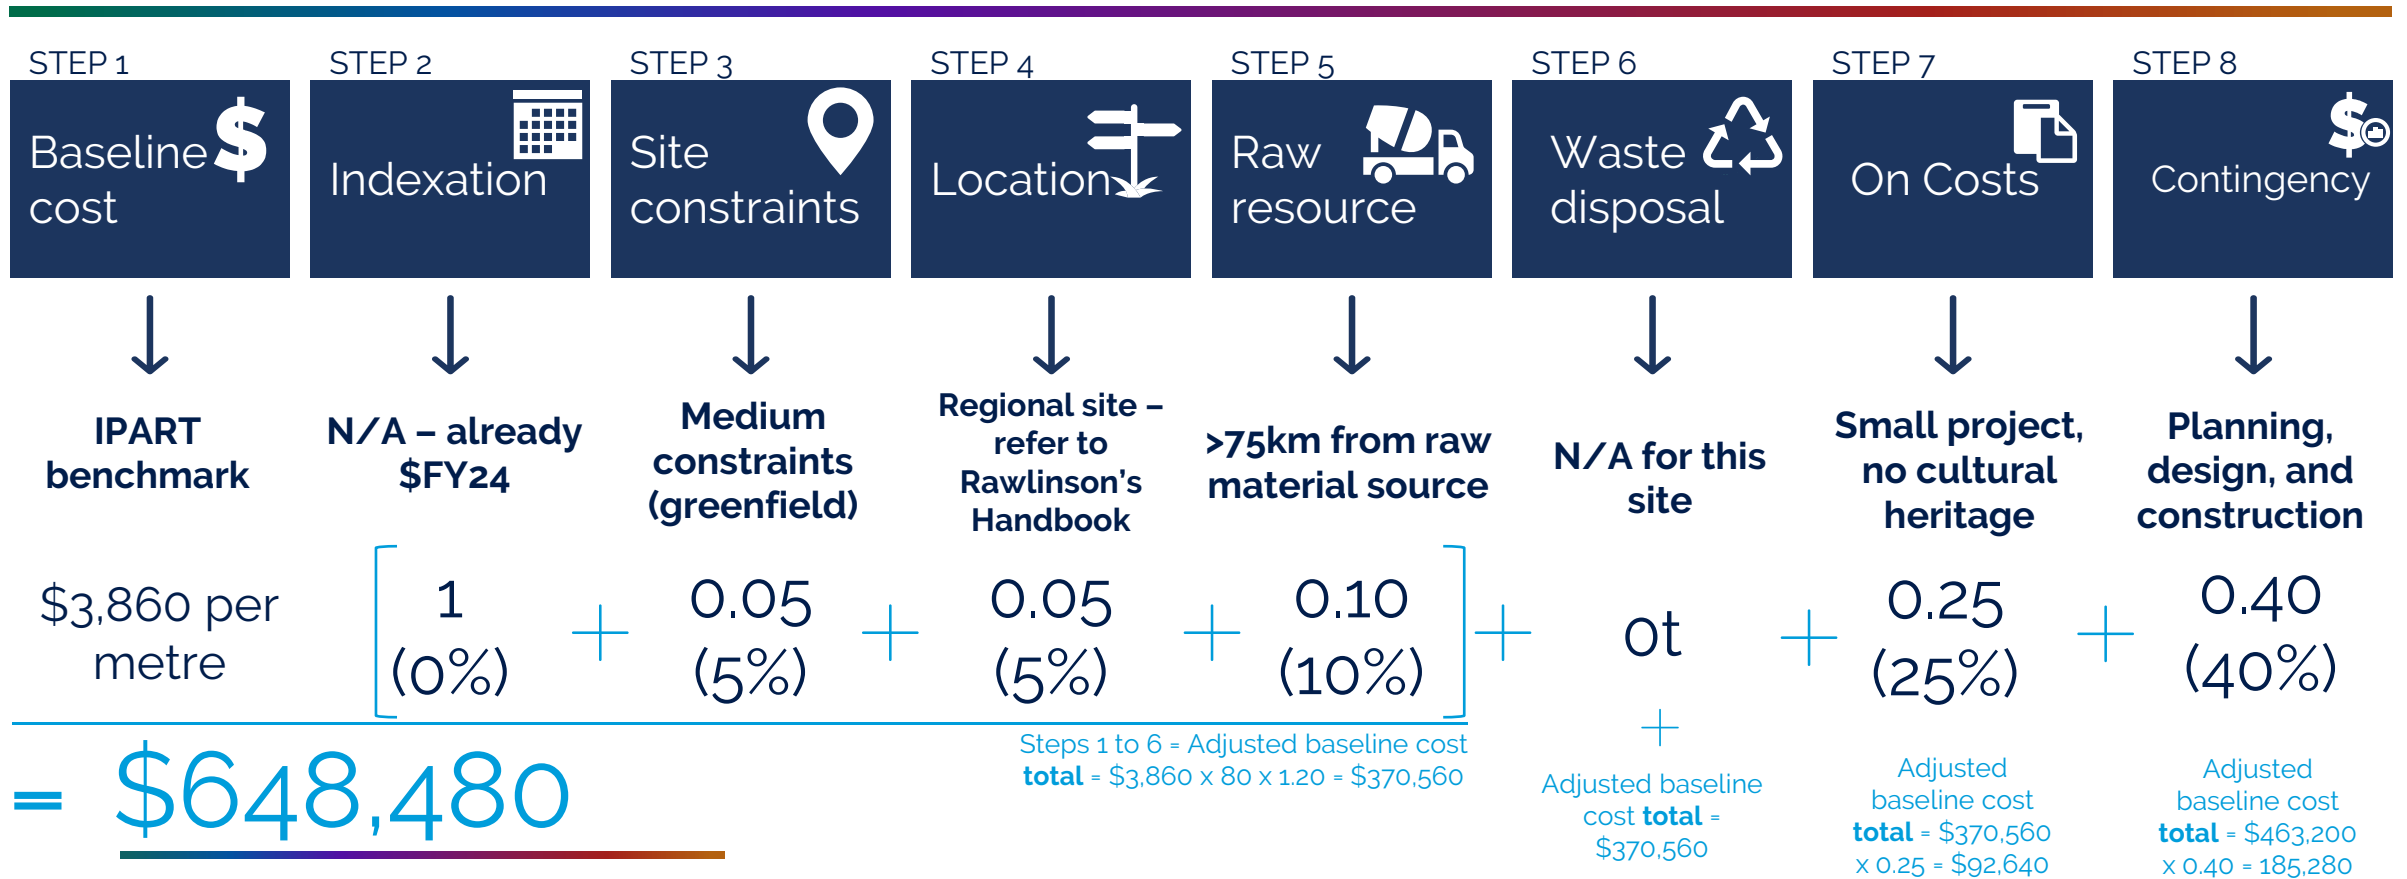 STEP 1
Baseline
cost
STEP 2
Indexation
STEP 3
Site
constraints
STEP 4
Location
STEP 5
Raw
resource
STEP 6
Waste
disposal
STEP 7
On Costs
STEP 8
Contingency
IPART
benchmark
N/A – already
$FY24
Medium
constraints
(greenfield)
Regional site –
refer to
Rawlinson's
Handbook
>75km from raw
material source
N/A for this
site
Small project,
no cultural
heritage
Planning,
design, and
construction
$3,860 per
metre
1
(0%)
+
0.05
(5%)
+
0.05
(5%)
+
0.10
(10%)
+
0t
+
0.25
(25%)
+
0.40
(40%)
= $648,480
Steps 1 to 6 = Adjusted baseline cost
total = $3,860 x 80 x 1.20 = $370,560
+
Adjusted baseline
cost total =
$370,560
Adjusted
baseline cost
total = $370,560
x 0.25 = $92,640
Adjusted
baseline cost
total = $463,200
x 0.40 = 185,280